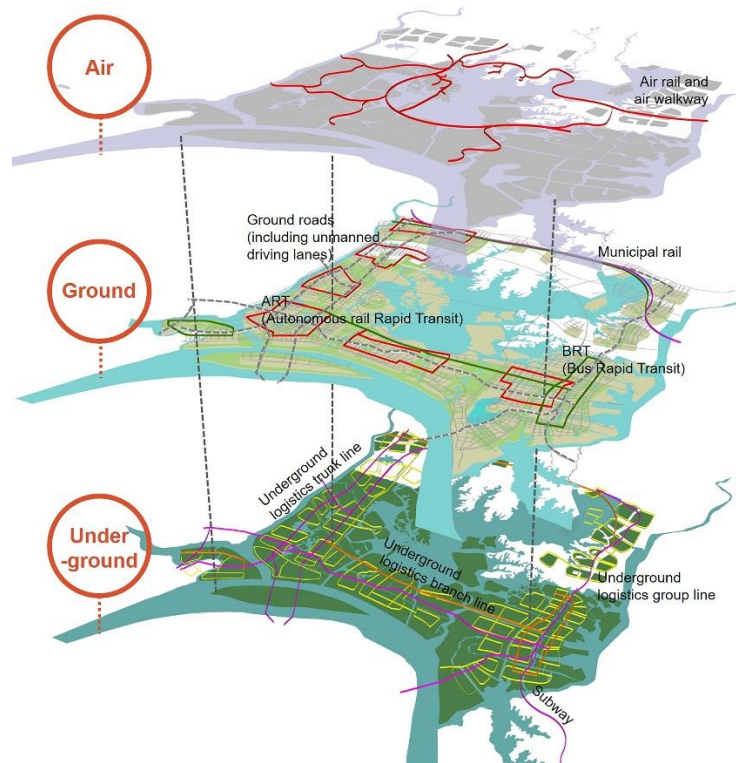 Air
Air rail and
air walkway
Ground roads
(including unmanned
driving lanes)
Municipal rail
Ground
ART
(Autonomous rail Rapid Transit)
BRT
(Bus Rapid Transit)
Underground
logistics trunk line
Under
-ground
Underground
logistics branch line
Underground
logistics group line
Subway